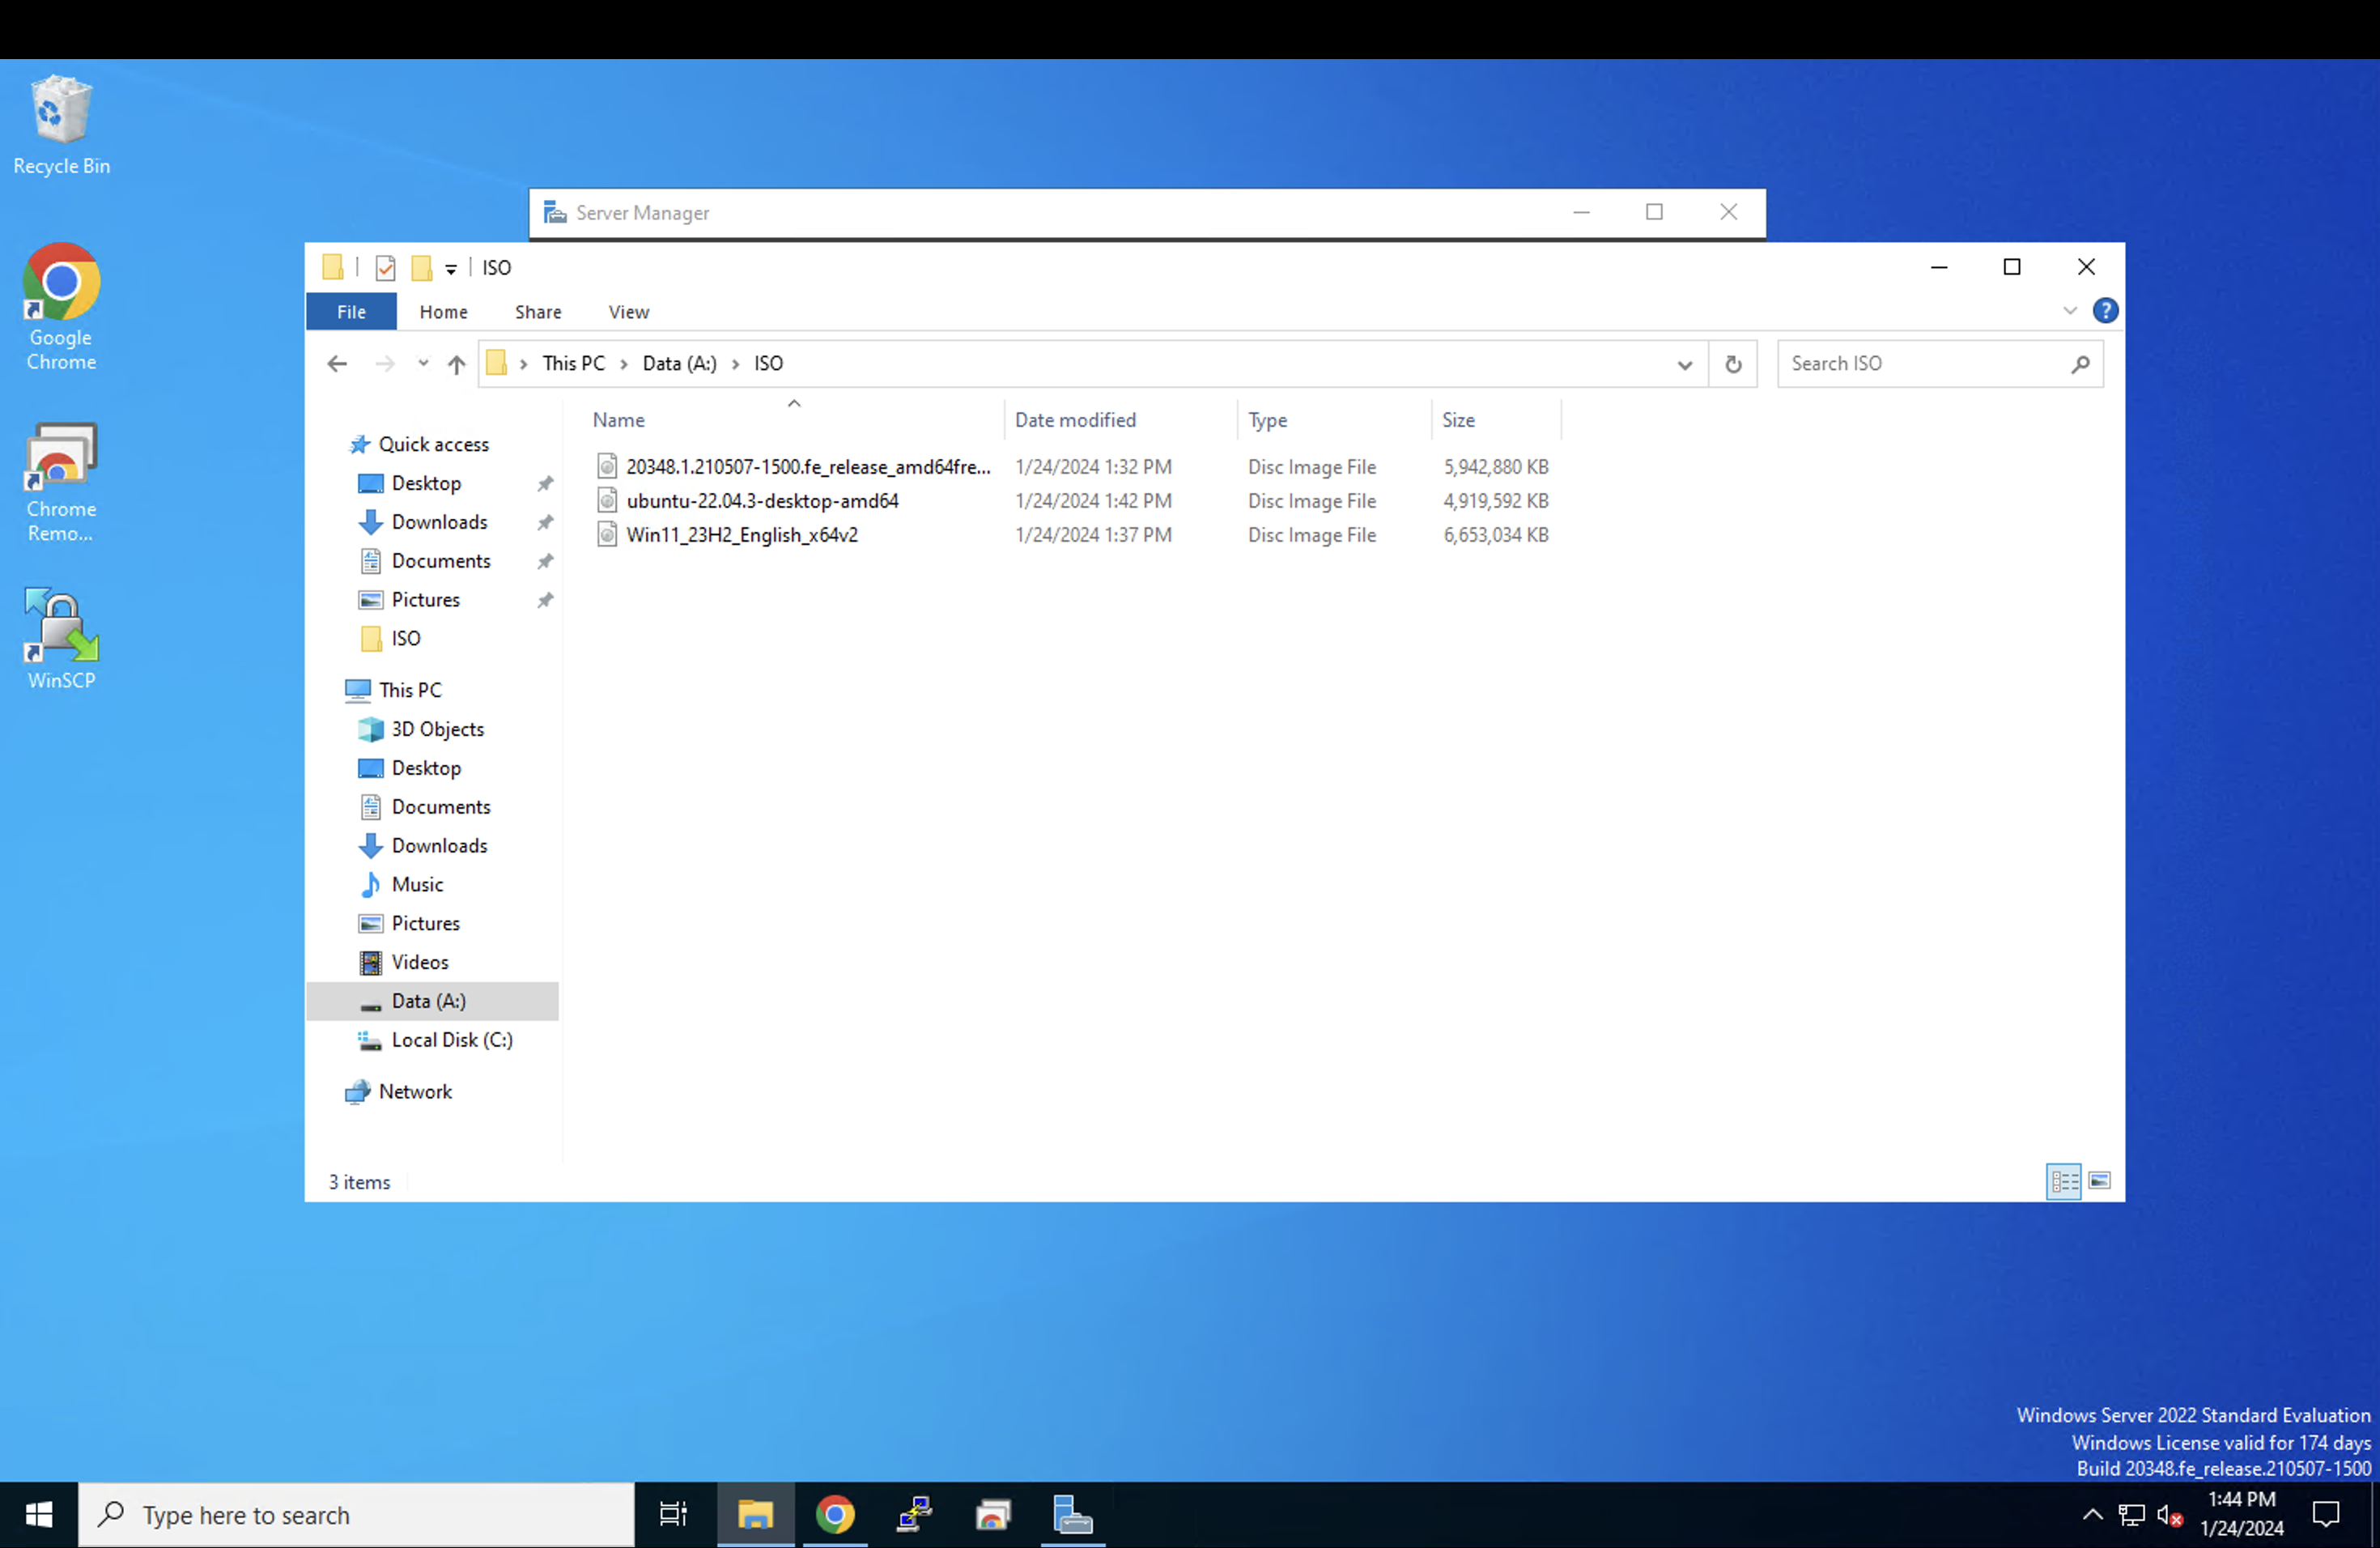 Recycle Bin
Google
Chrome
Chrome
Remo...
WinSCP
Server Manager
ISO
File Home Share View
?
This PC > Data (A:) > ISO
Search ISO
Name Date modified Type Size
20348.1.210507-1500.fe_release_amd64fre... 1/24/2024 1:32 PM Disc Image File 5,942,880 KB
ubuntu-22.04.3-desktop-amd64 1/24/2024 1:42 PM Disc Image File 4,919,592 KB
Win11_23H2_English_x64v2 1/24/2024 1:37 PM Disc Image File 6,653,034 KB
Quick access
Desktop
Downloads
Documents
Pictures
ISO
This PC
3D Objects
Desktop
Documents
Downloads
Music
Pictures
Videos
Data (A:)
Local Disk (C:)
Network
3 items
Windows Server 2022 Standard Evaluation
Windows License valid for 174 days
Build 20348.fe_release.210507-1500
Type here to search
1:44 PM
1/24/2024